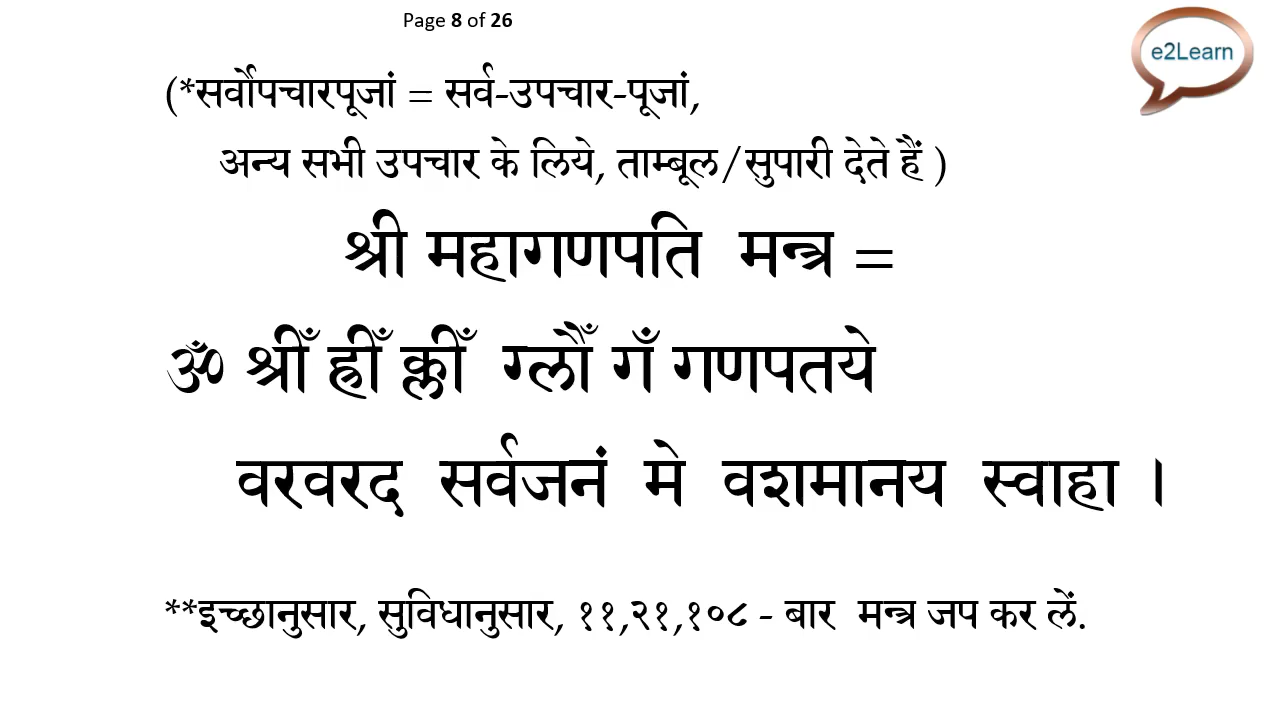 Page 8 of 26
e2Learn
(*सर्वोपचारपूजां = सर्व-उपचार-पूजां,
अन्य सभी उपचार के लिये, ताम्बूल/सुपारी देते हैं )
श्री महागणपति मन्त्र =
ॐ श्रीँ ह्रीँ क्लीँ ग्लौँ गँ गणपतये
वरवरद सर्वजनं मे वशमानय स्वाहा ।
**इच्छानुसार, सुविधानुसार, ११,२१,१०८ - बार मन्त्र जप कर लें.